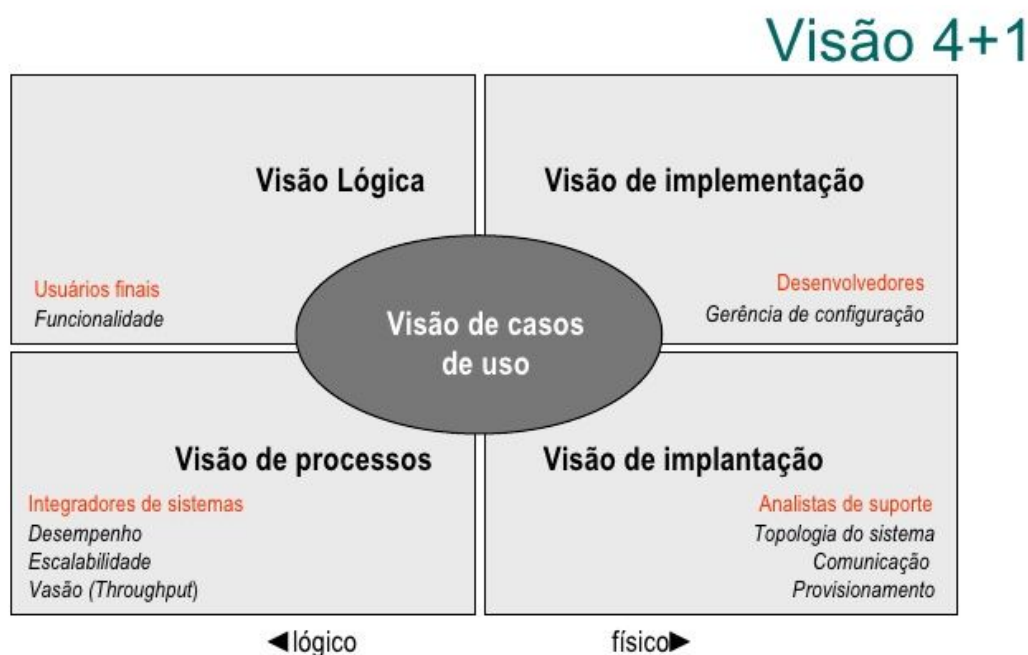 Visão 4+1
Visão Lógica
Usuários finais
Funcionalidade
Visão de implementação
Desenvolvedores
Gerência de configuração
Visão de casos
de uso
Visão de processos
Integradores de sistemas
Desempenho
Escalabilidade
Vasão (Throughput)
Visão de implantação
Analistas de suporte
Topologia do sistema
Comunicação
Provisionamento
◄lógico
físico►